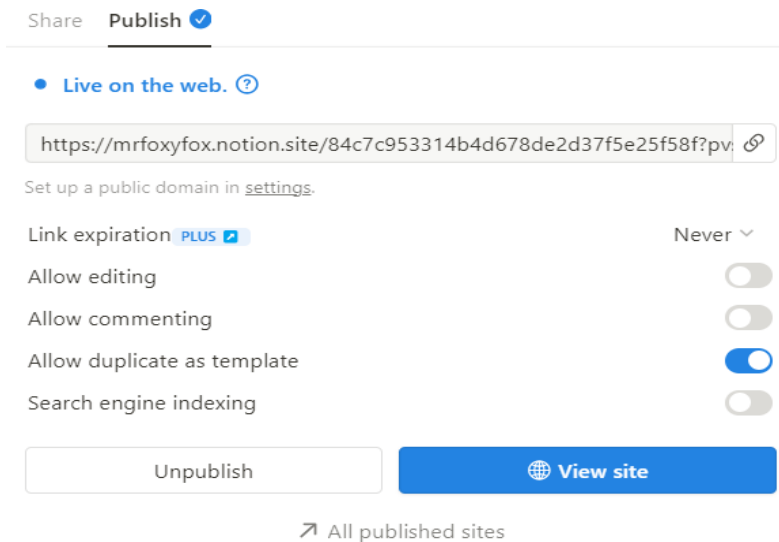 Share Publish
Live on the web.
https://mrfoxyfox.notion.site/84c7c953314b4d678de2d37f5e25f58f?pv
Set up a public domain in settings.
Link expiration PLUS Never
Allow editing
Allow commenting
Allow duplicate as template
Search engine indexing
Unpublish View site
All published sites